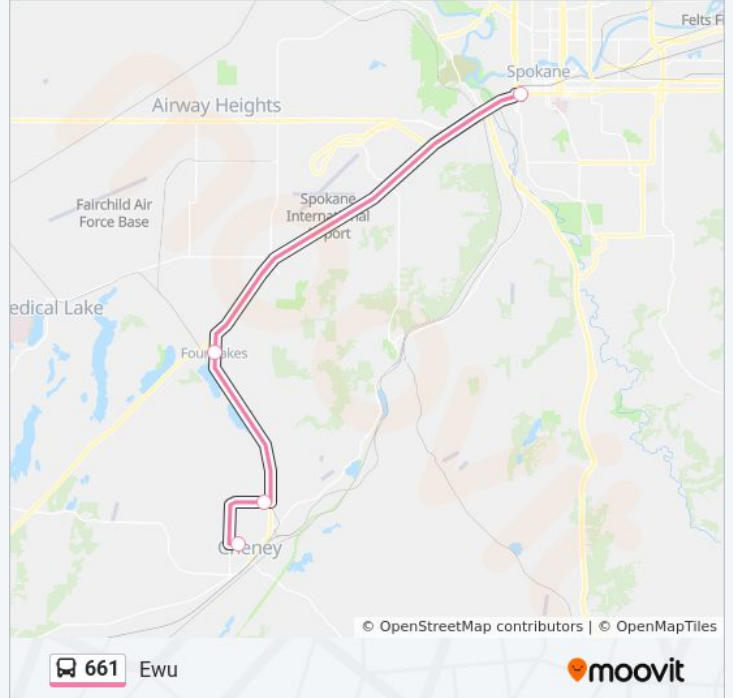 Felts F
Spokane
Airway Heights
Fairchild Air
Force Base
Spokane
International
Airport
edical Lake
Four Lakes
Cheney
© OpenStreetMap contributors | © OpenMapTiles
661 Ewu
moovit